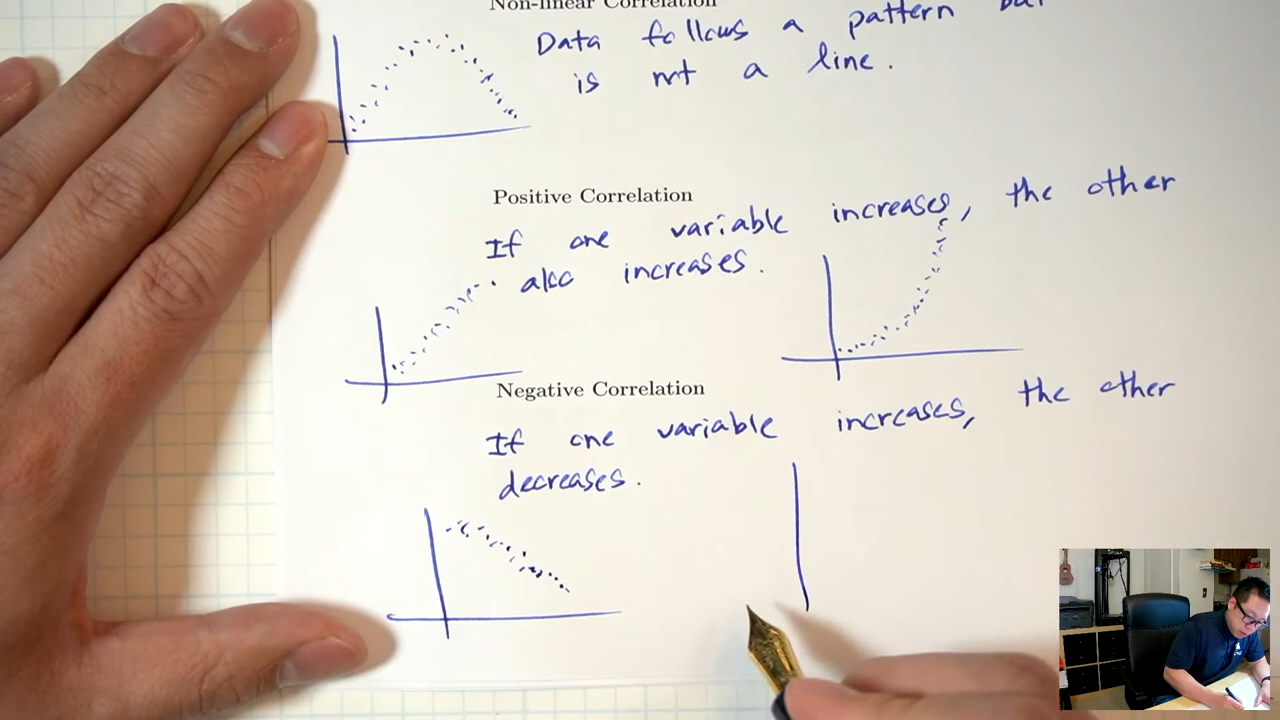 Non-linear Correlation
Data follows a pattern but
is not a line.
Positive Correlation
If one variable increases, the other
also increases.
Negative Correlation
If one variable increases, the other
decreases.